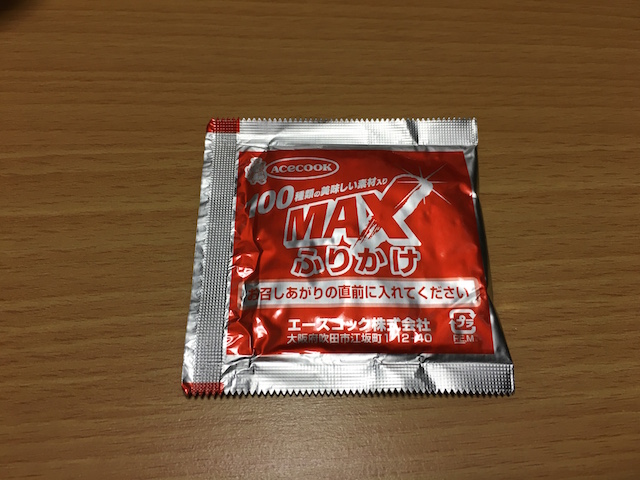 ACECOOK
100種類の美味しい素材入り
MAX
ふりかけ
お召しあがりの直前に入れてください
エースコック株式会社
大阪府吹田市江坂町1-12-40
プラ
PE,M